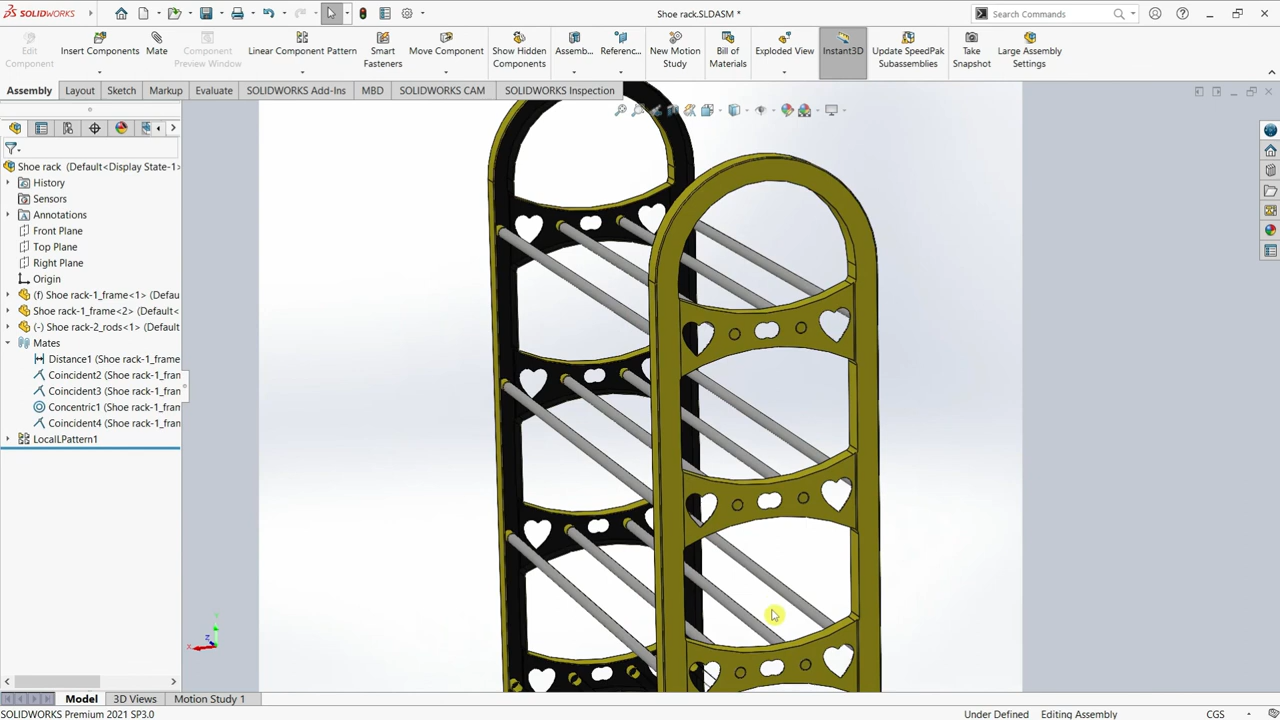 SOLIDWORKS
Shoe rack.SLDASM *
Search Commands
Edit Component
Insert Components
Mate
Component Preview Window
Linear Component Pattern
Smart Fasteners
Move Component
Show Hidden Components
Assemb...
Referenc...
New Motion Study
Bill of Materials
Exploded View
Instant3D
Update SpeedPak Subassemblies
Take Snapshot
Large Assembly Settings
Assembly
Layout
Sketch
Markup
Evaluate
SOLIDWORKS Add-Ins
MBD
SOLIDWORKS CAM
SOLIDWORKS Inspection
Shoe rack (Default<Display State-1>
History
Sensors
Annotations
Front Plane
Top Plane
Right Plane
Origin
(f) Shoe rack-1_frame<1> (Defau
Shoe rack-1_frame<2> (Default<
(-) Shoe rack-2_rods<1> (Default
Mates
Distance1 (Shoe rack-1_frame
Coincident2 (Shoe rack-1_fran
Coincident3 (Shoe rack-1_fran
Concentric1 (Shoe rack-1_fran
Coincident4 (Shoe rack-1_fran
LocalLPattern1
Y
Z
X
Model
3D Views
Motion Study 1
SOLIDWORKS Premium 2021 SP3.0
Under Defined
Editing Assembly
CGS